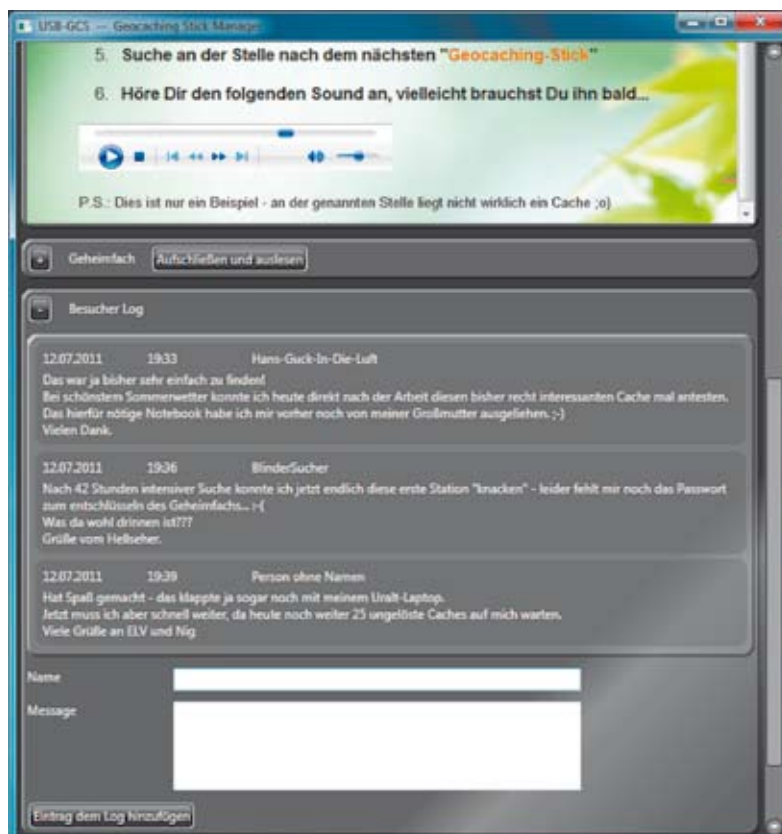 USB-GCS --- Geocaching Stick Manager
5. Suche an der Stelle nach dem nächsten "Geocaching-Stick"
6. Höre Dir den folgenden Sound an, vielleicht brauchst Du ihn bald...
P.S.: Dies ist nur ein Beispiel - an der genannten Stelle liegt nicht wirklich ein Cache ;o)
+ Geheimfach Aufschließen und auslesen
- Besucher Log
12.07.2011 19:33 Hans-Guck-In-Die-Luft
Das war ja bisher sehr einfach zu finden!
Bei schönstem Sommerwetter konnte ich heute direkt nach der Arbeit diesen bisher recht interessanten Cache mal antesten.
Das hierfür nötige Notebook habe ich mir vorher noch von meiner Großmutter ausgeliehen. ;-)
Vielen Dank.
12.07.2011 19:36 BlinderSucher
Nach 42 Stunden intensiver Suche konnte ich jetzt endlich diese erste Station "knacken" - leider fehlt mir noch das Passwort
zum entschlüsseln des Geheimfachs... :-(
Was da wohl drinnen ist???
Grüße vom Hellseher.
12.07.2011 19:39 Person ohne Namen
Hat Spaß gemacht - das klappte ja sogar noch mit meinem Uralt-Laptop.
Jetzt muss ich aber schnell weiter, da heute noch weiter 25 ungelöste Caches auf mich warten.
Viele Grüße an ELV und Nig
Name
Message
Eintrag dem Log hinzufügen